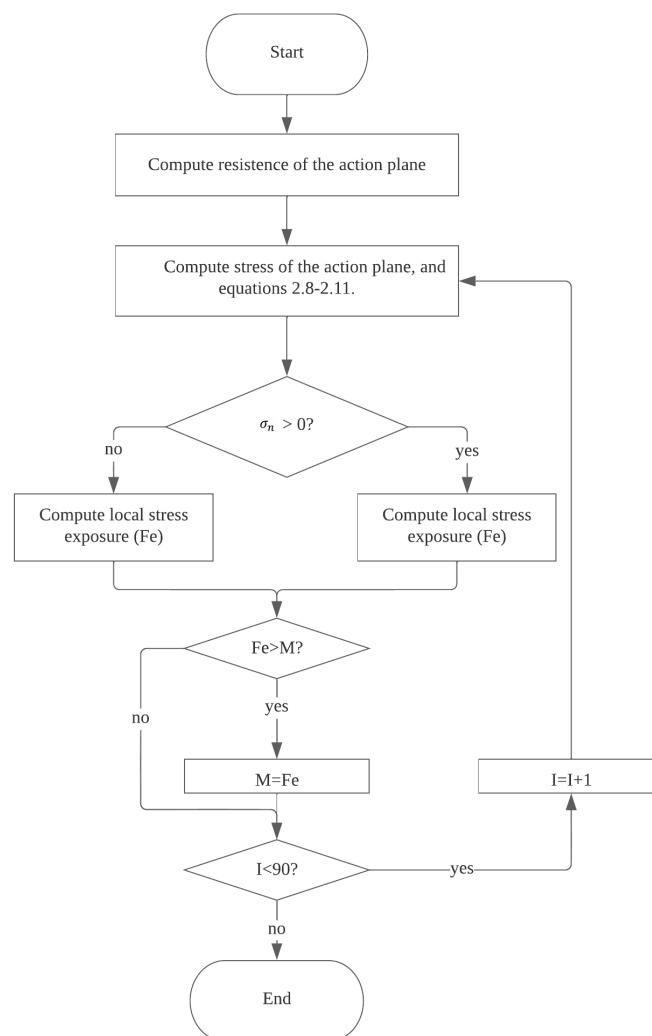 Start
Compute resistence of the action plane
Compute stress of the action plane, and
equations 2.8-2.11.
σₙ > 0?
no
yes
Compute local stress
exposure (Fe)
Compute local stress
exposure (Fe)
Fe>M?
no
yes
M=Fe
I=I+1
I<90?
yes
no
End